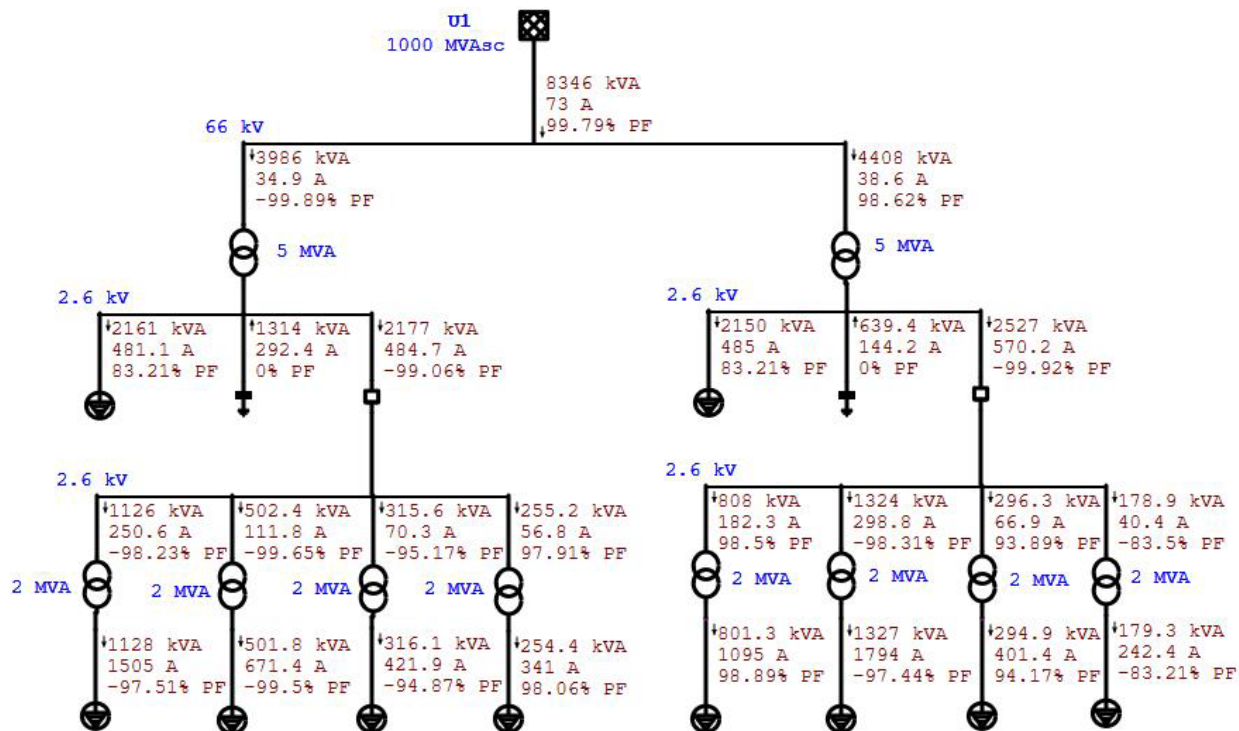 U1
1000 MVAsc
8346 kVA
73 A
99.79% PF
66 kV
3986 kVA
34.9 A
-99.89% PF
4408 kVA
38.6 A
98.62% PF
5 MVA
5 MVA
2.6 kV
2161 kVA
481.1 A
83.21% PF
1314 kVA
292.4 A
0% PF
2177 kVA
484.7 A
-99.06% PF
2.6 kV
2150 kVA
485 A
83.21% PF
639.4 kVA
144.2 A
0% PF
2527 kVA
570.2 A
-99.92% PF
2.6 kV
1126 kVA
250.6 A
-98.23% PF
502.4 kVA
111.8 A
-99.65% PF
315.6 kVA
70.3 A
-95.17% PF
255.2 kVA
56.8 A
97.91% PF
2 MVA
2 MVA
2 MVA
2 MVA
1128 kVA
1505 A
-97.51% PF
501.8 kVA
671.4 A
-99.5% PF
316.1 kVA
421.9 A
-94.87% PF
254.4 kVA
341 A
98.06% PF
2.6 kV
808 kVA
182.3 A
98.5% PF
1324 kVA
298.8 A
-98.31% PF
296.3 kVA
66.9 A
93.89% PF
178.9 kVA
40.4 A
-83.5% PF
2 MVA
2 MVA
2 MVA
2 MVA
801.3 kVA
1095 A
98.89% PF
1327 kVA
1794 A
-97.44% PF
294.9 kVA
401.4 A
94.17% PF
179.3 kVA
242.4 A
-83.21% PF